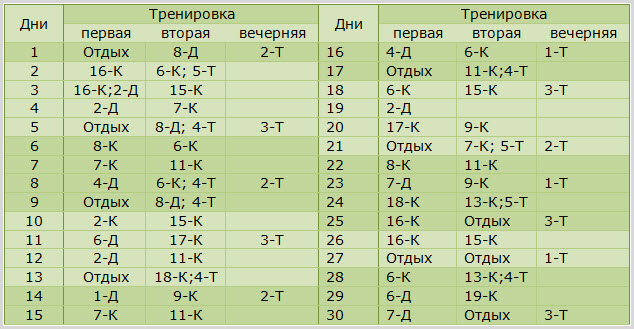 Дни Тренировка Дни Тренировка
первая вторая вечерняя первая вторая вечерняя
1 Отдых 8-Д 2-Т 16 4-Д 6-К 1-Т
2 16-К 6-К; 5-Т 17 Отдых 11-К;4-Т
3 16-К;2-Д 15-К 18 6-К 15-К 3-Т
4 2-Д 7-К 19 2-Д
5 Отдых 8-Д; 4-Т 3-Т 20 17-К 9-К
6 8-К 6-К 21 Отдых 7-К; 5-Т 2-Т
7 7-К 11-К 22 8-К 11-К
8 4-Д 6-К; 4-Т 2-Т 23 7-Д 9-К 1-Т
9 Отдых 8-Д; 4-Т 24 18-К 13-К;5-Т
10 2-К 15-К 25 16-К Отдых 3-Т
11 6-Д 17-К 3-Т 26 16-К 15-К
12 2-Д 11-К 27 Отдых Отдых 1-Т
13 Отдых 18-К;4-Т 28 6-К 13-К;4-Т
14 1-Д 9-К 2-Т 29 6-Д 19-К
15 7-К 11-К 30 7-Д Отдых 3-Т